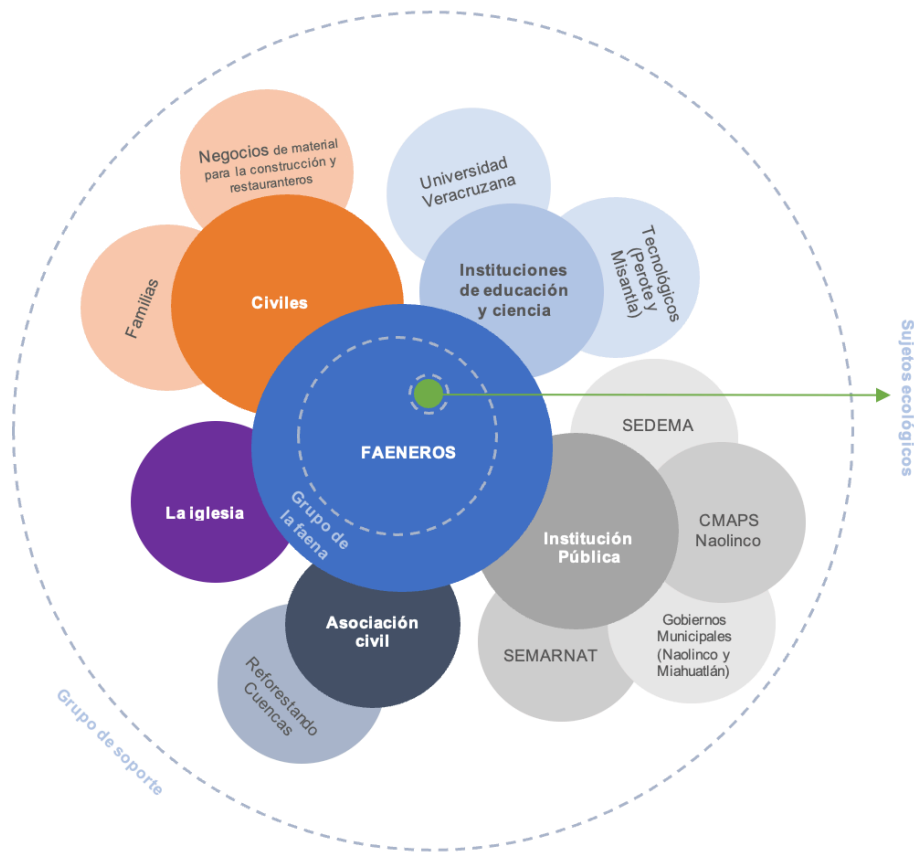 Negocios de material
para la construcción y
restauranteros
Familias
Civiles
Universidad
Veracruzana
Instituciones
de educación
y ciencia
Tecnológicos
(Perote y
Misantla)
Sujetos ecológicos
FAENEROS
Grupo de
la faena
La iglesia
SEDEMA
CMAPS
Naolinco
Institución
Pública
Gobiernos
Municipales
(Naolinco y
Miahuatlán)
SEMARNAT
Asociación
civil
Reforestando
Cuencas
Grupo de soporte